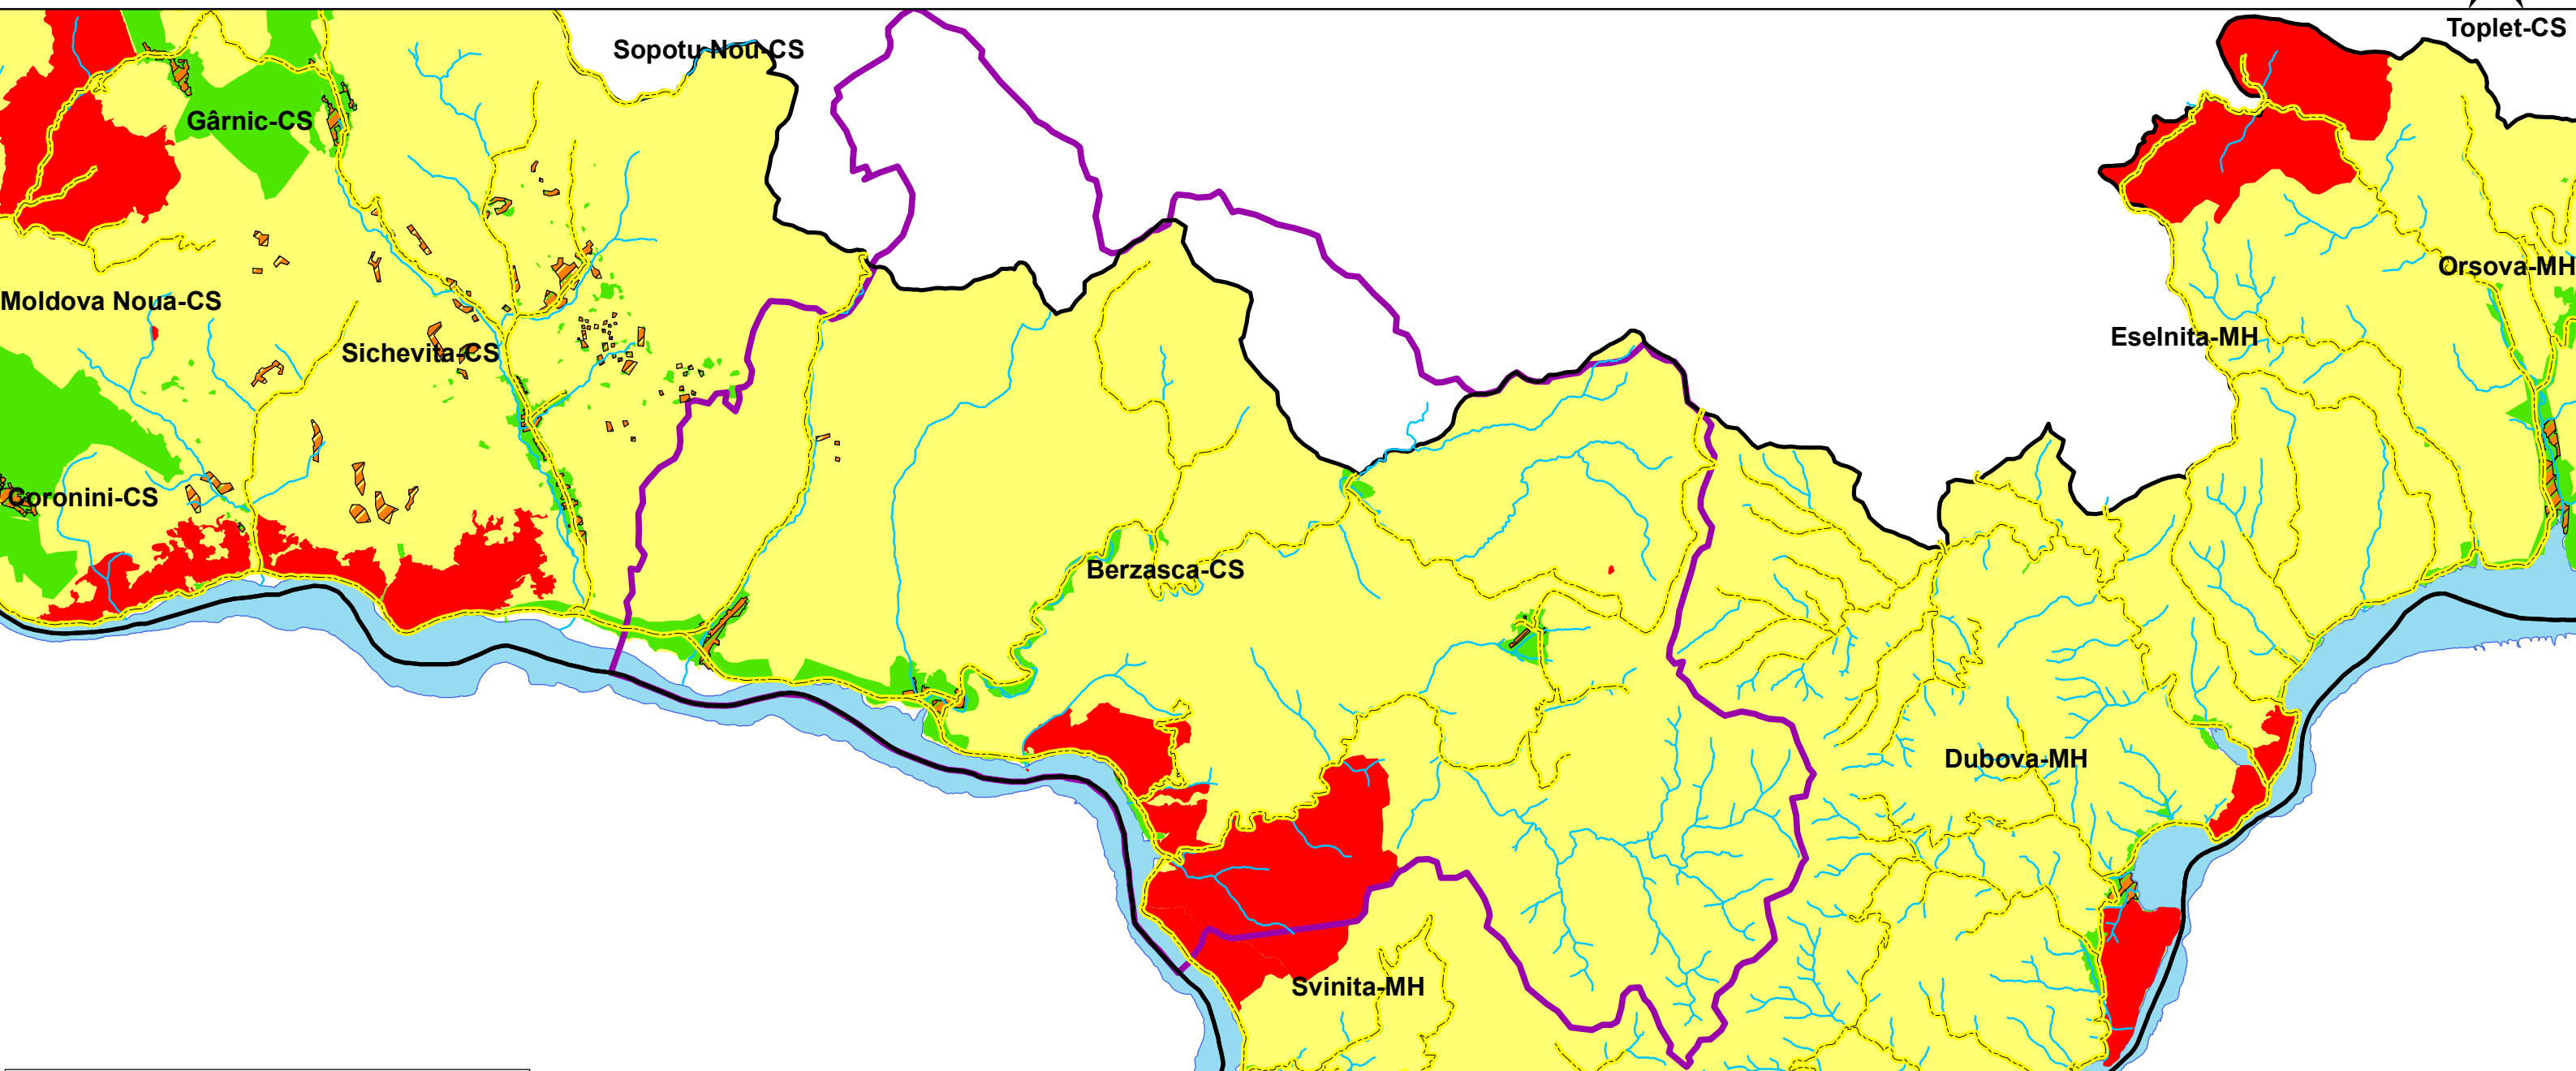 Toplet-CS
Sopotu Nou-CS
Gârnic-CS
Orsova-MH
Moldova Noua-CS
Eselnita-MH
Sichevita-CS
Coronini-CS
Berzasca-CS
Dubova-MH
Svinita-MH